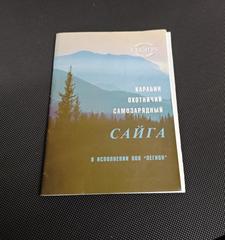 КАРАБИН
ОХОТНИЧИЙ
САМОЗАРЯДНЫЙ
САЙГА
В ИСПОЛНЕНИИ ООО "ЛЕГИОН"